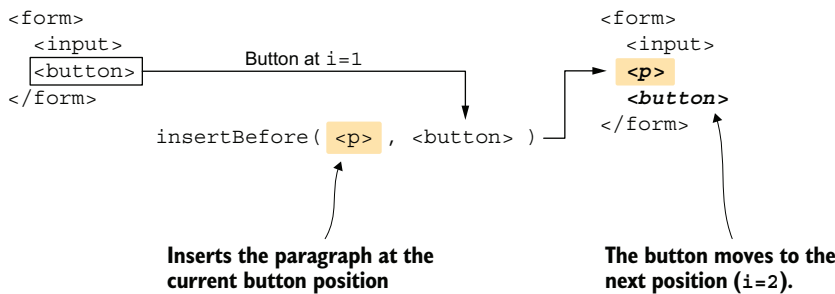 <form>
<input>
<button>
</form>
Button at i=1
insertBefore( <p> , <button> )
<form>
<input>
<p>
<button>
</form>
Inserts the paragraph at the
current button position
The button moves to the
next position (i=2).